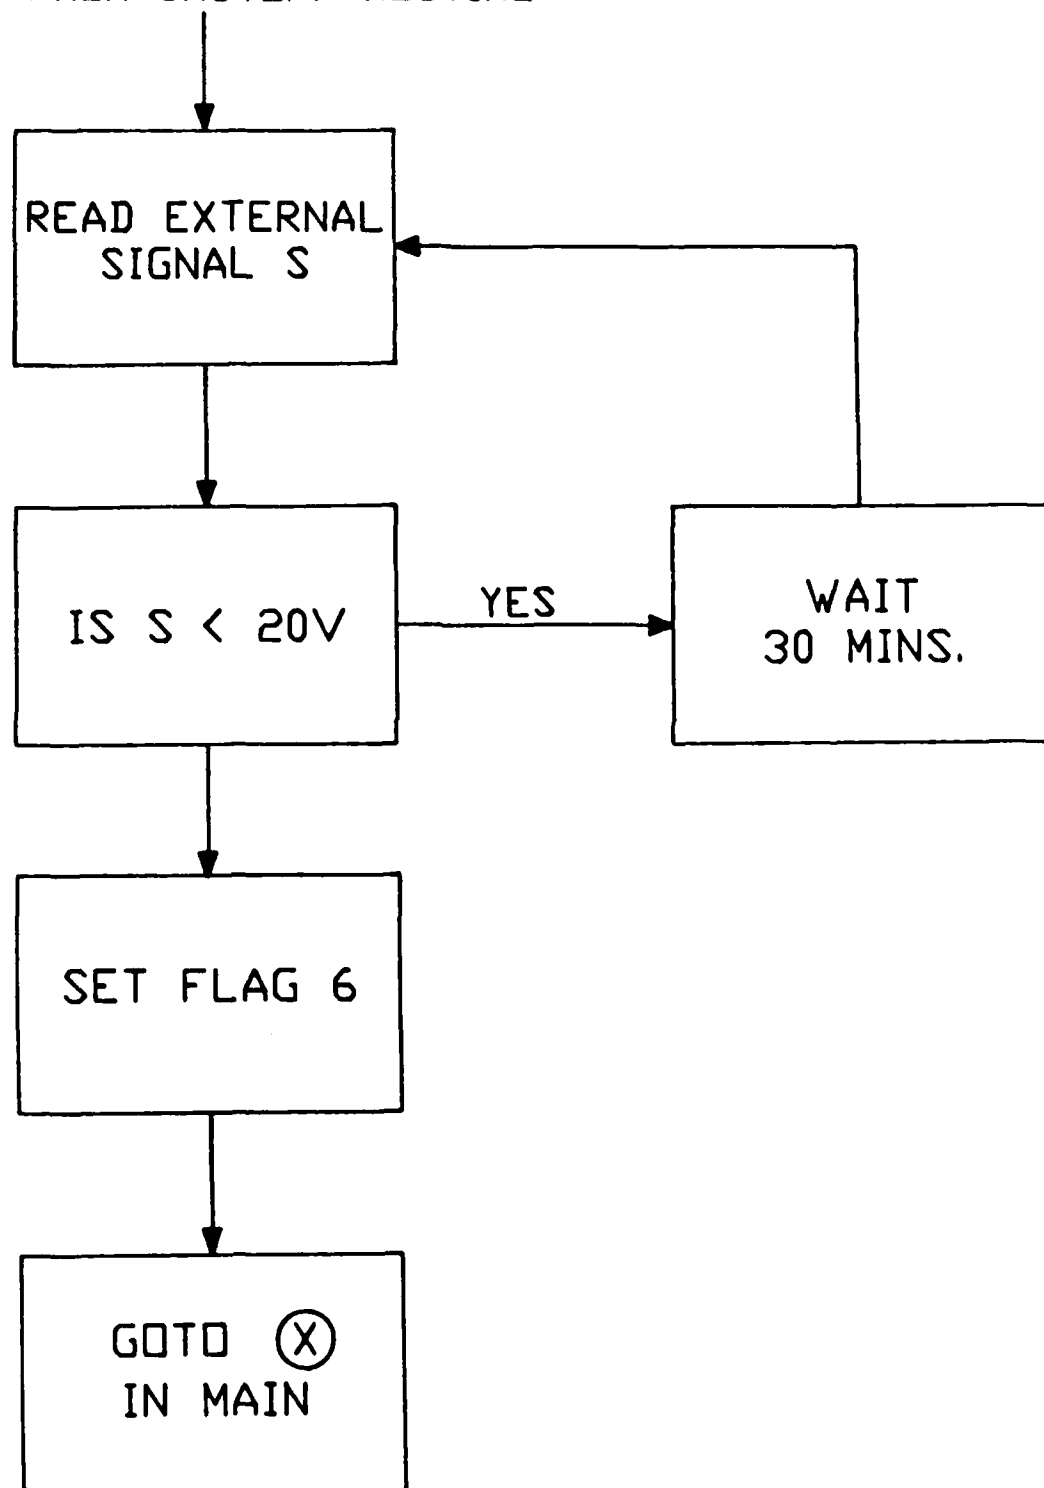 READ EXTERNAL
SIGNAL S
IS S < 20V
YES
WAIT
30 MINS.
SET FLAG 6
GOTO X
IN MAIN